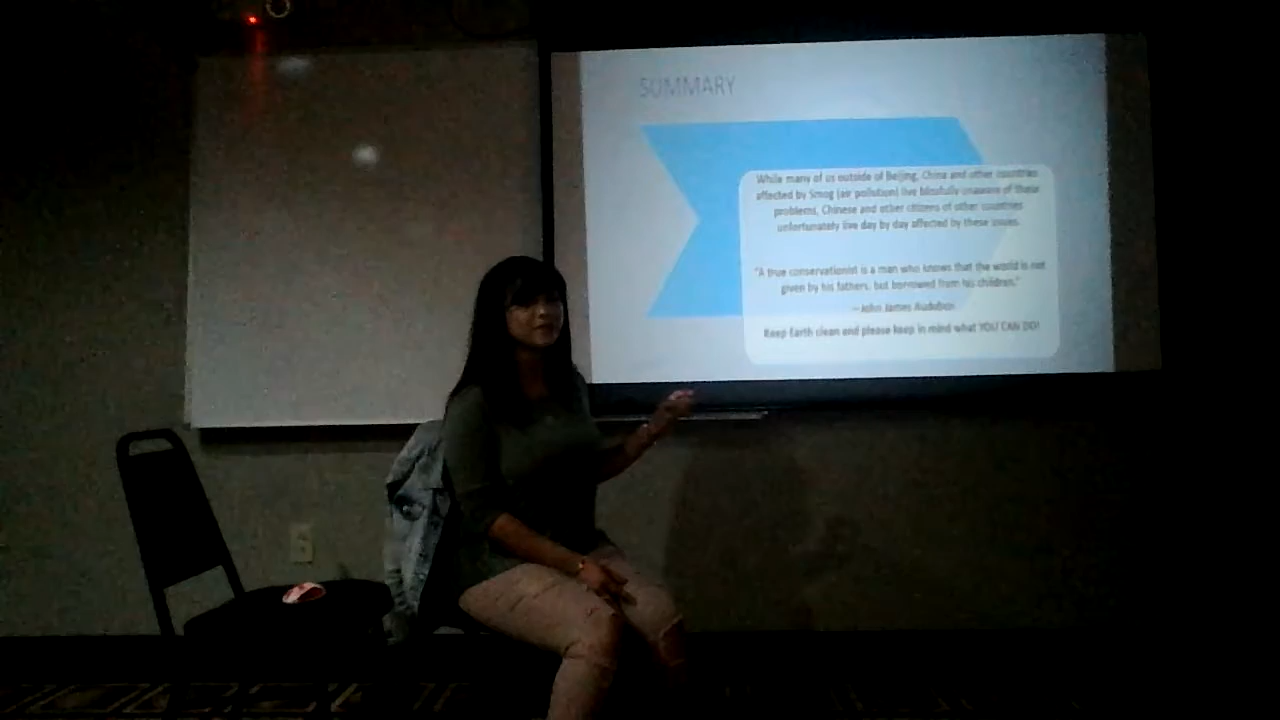 SUMMARY
While many of us outside of Beijing, China and other countries
affected by Smog (air pollution) live blissfully unaware of these
problems, Chinese and other citizens of other countries
unfortunately live day by day affected by these issues.
"A true conservationist is a man who knows that the world is not
given by his fathers, but borrowed from his children."
—John James Audubon
Keep Earth clean and please keep in mind what YOU CAN DO!